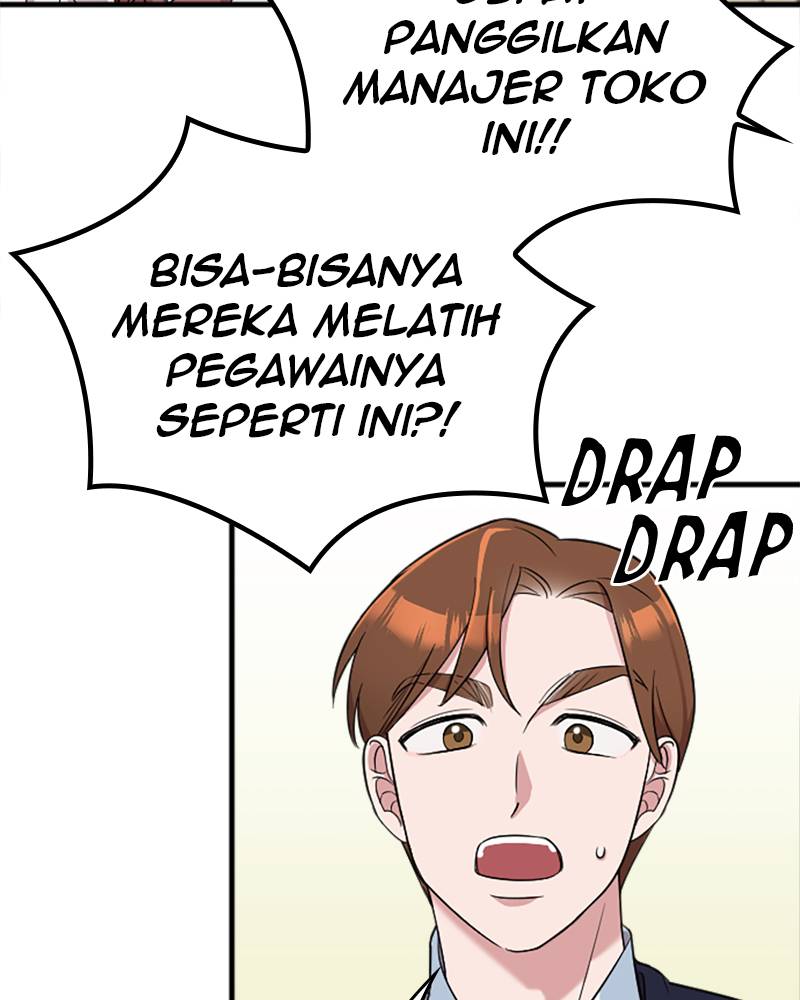 PANGGILKAN
MANAJER TOKO
INI!!
BISA-BISANYA
MEREKA MELATIH
PEGAWAINYA
SEPERTI INI?!
DRAP
DRAP